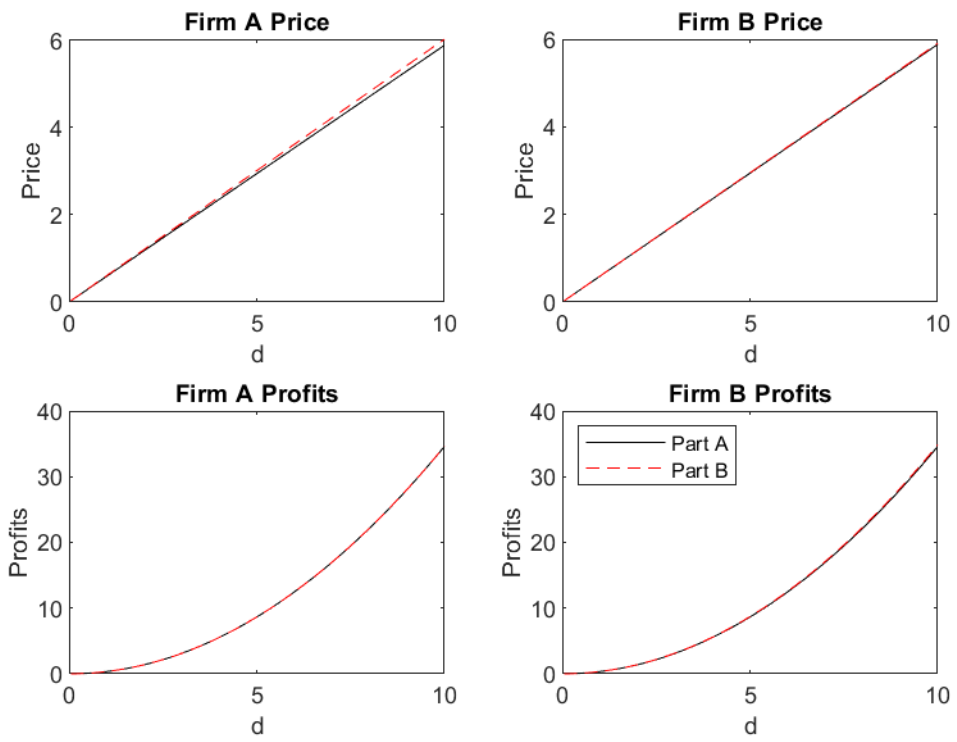 Firm A Price
6
4
2
0
Price
0 5 10
d
Firm B Price
6
4
2
0
Price
0 5 10
d
Firm A Profits
40
30
20
10
0
Profits
0 5 10
d
Firm B Profits
40
30
20
10
0
Profits
Part A
Part B
0 5 10
d